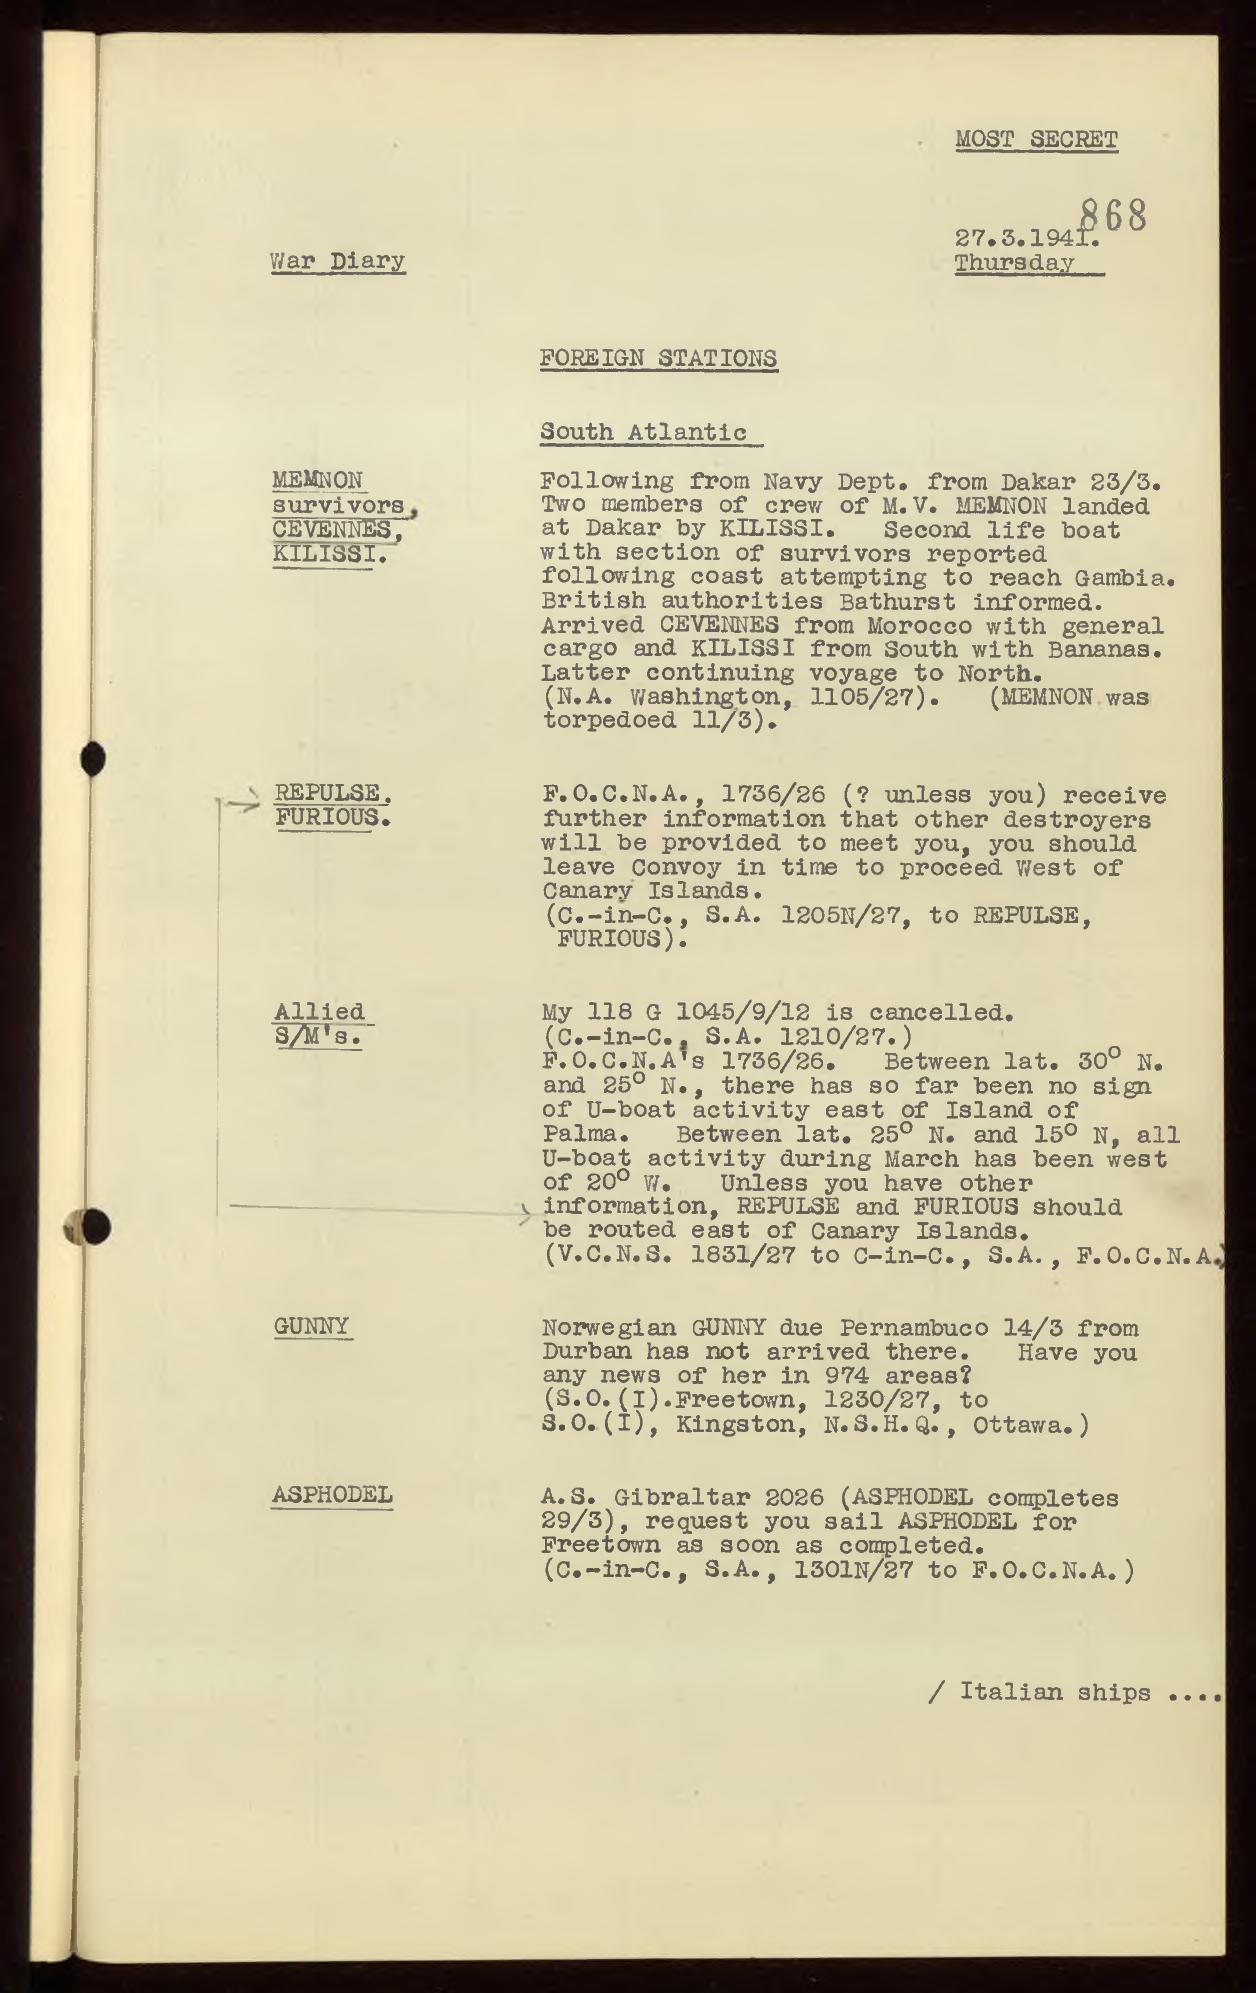 MOST SECRET
868
27.3.1941.
War Diary
Thursday
FOREIGN STATIONS
South Atlantic
MEMNON
survivors,
CEVENNES,
KILISSI.
Following from Navy Dept. from Dakar 23/3.
Two members of crew of M.V. MEMNON landed
at Dakar by KILISSI. Second life boat
with section of survivors reported
following coast attempting to reach Gambia.
British authorities Bathurst informed.
Arrived CEVENNES from Morocco with general
cargo and KILISSI from South with Bananas.
Latter continuing voyage to North.
(N.A. Washington, 1105/27). (MEMNON was
torpedoed 11/3).
REPULSE.
FURIOUS.
F.O.C.N.A., 1736/26 (? unless you) receive
further information that other destroyers
will be provided to meet you, you should
leave Convoy in time to proceed West of
Canary Islands.
(C.-in-C., S.A. 1205N/27, to REPULSE,
FURIOUS).
Allied
S/M's.
My 118 G 1045/9/12 is cancelled.
(C.-in-C., S.A. 1210/27.)
F.O.C.N.A's 1736/26. Between lat. 30° N.
and 25° N., there has so far been no sign
of U-boat activity east of Island of
Palma. Between lat. 25° N. and 15° N, all
U-boat activity during March has been west
of 20° W. Unless you have other
information, REPULSE and FURIOUS should
be routed east of Canary Islands.
(V.C.N.S. 1831/27 to C-in-C., S.A., F.O.C.N.A.)
GUNNY
Norwegian GUNNY due Pernambuco 14/3 from
Durban has not arrived there. Have you
any news of her in 974 areas?
(S.O.(I).Freetown, 1230/27, to
S.O.(I), Kingston, N.S.H.Q., Ottawa.)
ASPHODEL
A.S. Gibraltar 2026 (ASPHODEL completes
29/3), request you sail ASPHODEL for
Freetown as soon as completed.
(C.-in-C., S.A., 1301N/27 to F.O.C.N.A.)
/ Italian ships ....